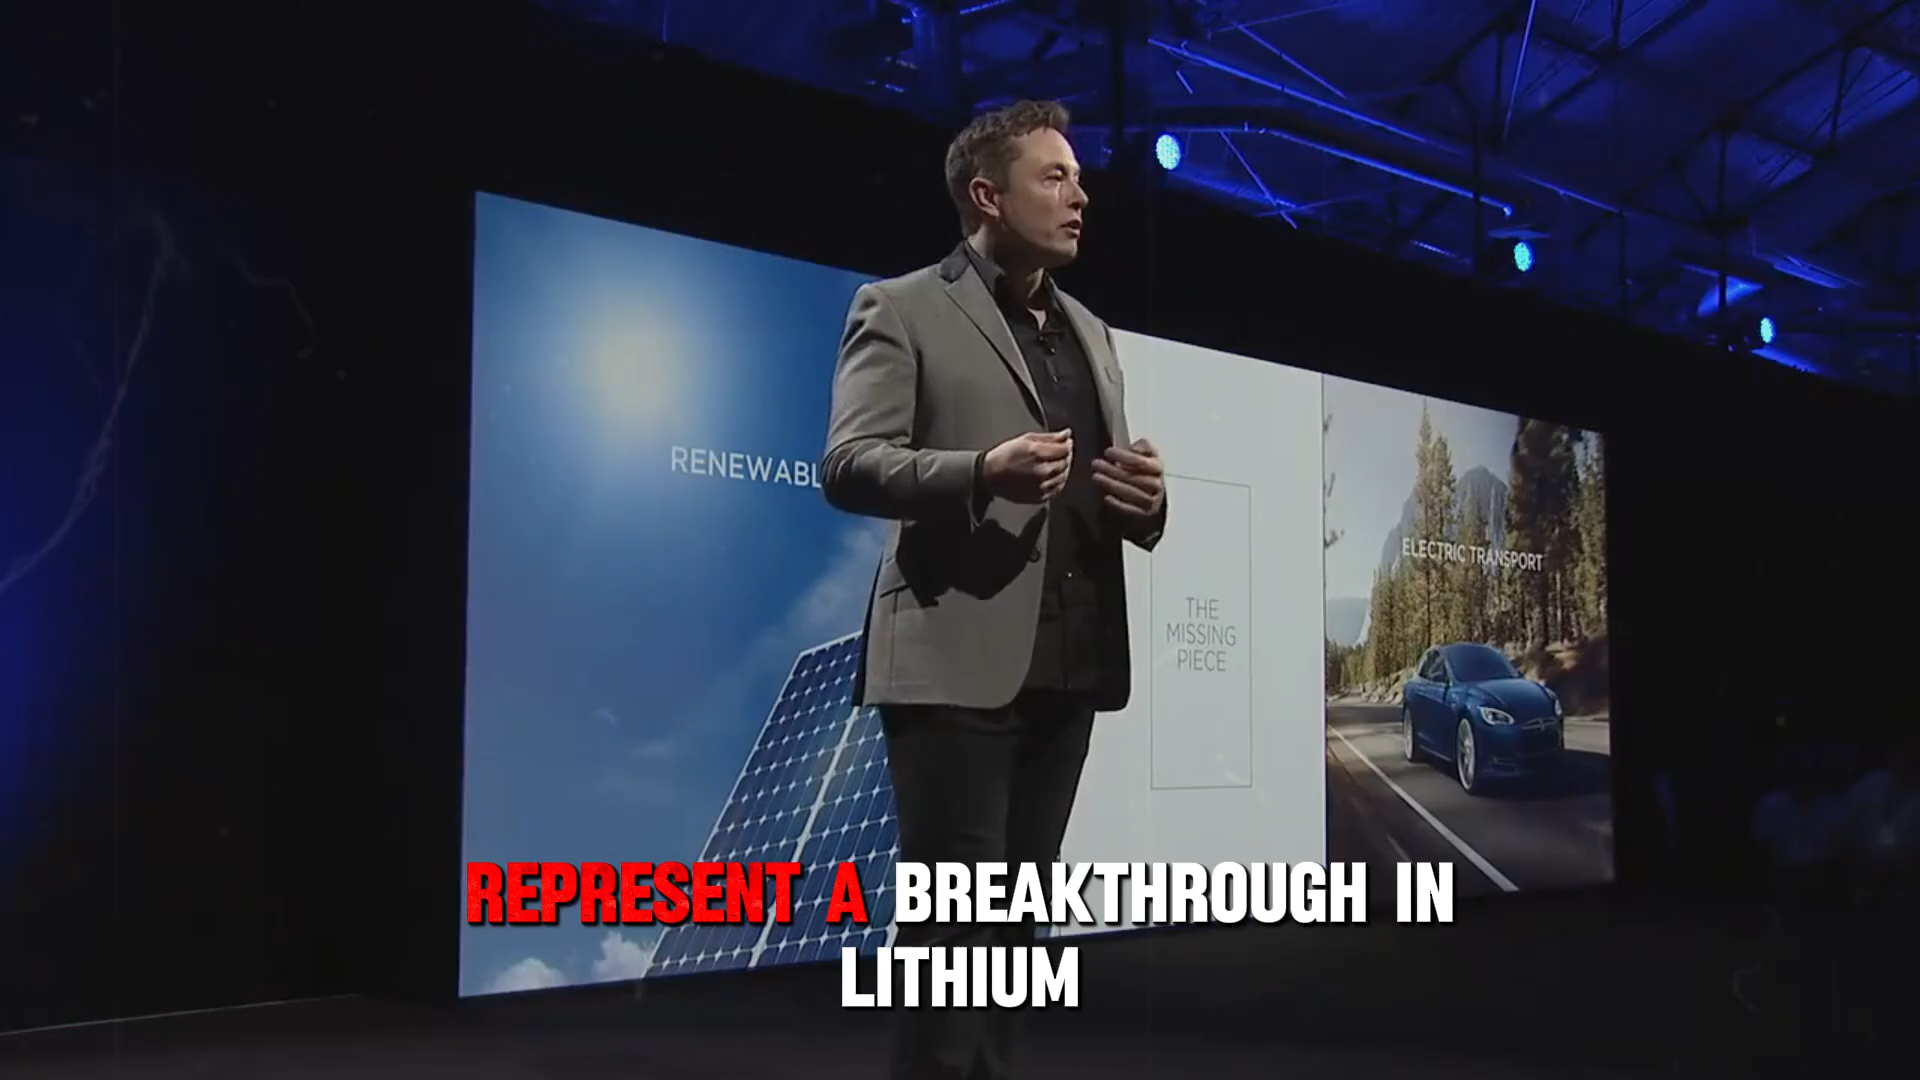 RENEWABL
THE
MISSING
PIECE
ELECTRIC TRANSPORT
REPRESENT A BREAKTHROUGH IN
LITHIUM